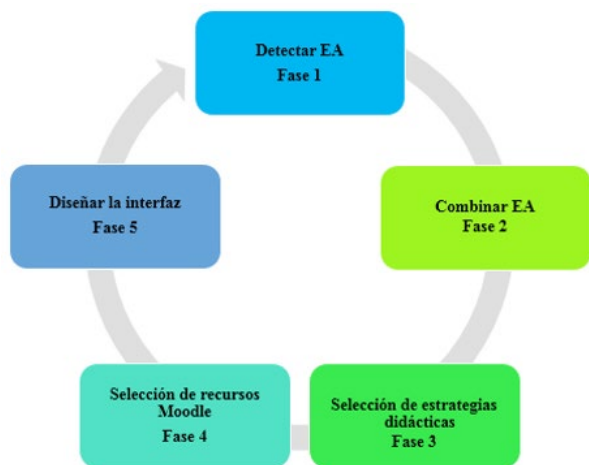 Detectar EA
Fase 1
Combinar EA
Fase 2
Selección de estrategias
didácticas
Fase 3
Selección de recursos
Moodle
Fase 4
Diseñar la interfaz
Fase 5